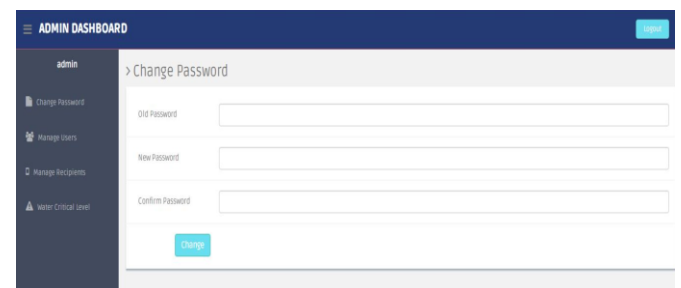 ADMIN DASHBOARD
Logout
admin
Change Password
Manage Users
Manage Recipients
Water Critical Level
> Change Password
Old Password
New Password
Confirm Password
Change